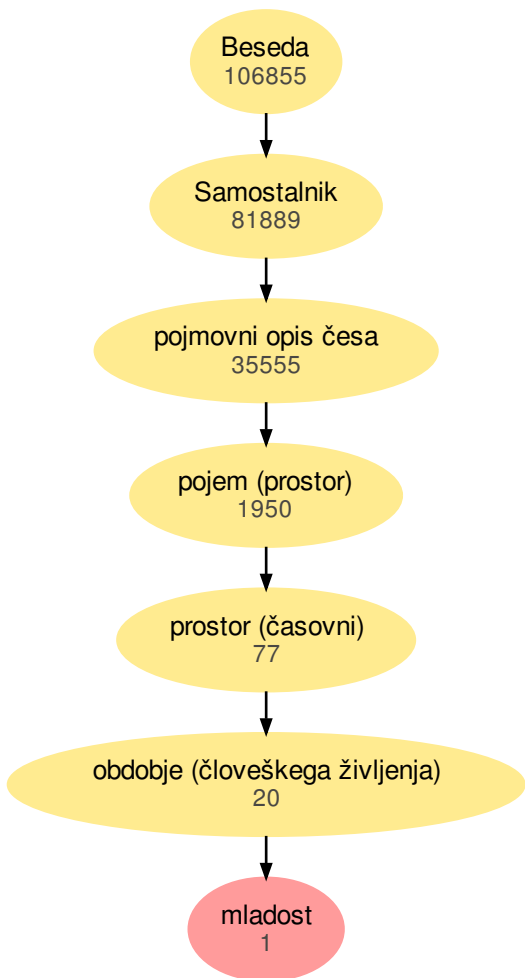 Beseda
106855
Samostalnik
81889
pojmovni opis česa
35555
pojem (prostor)
1950
prostor (časovni)
77
obdobje (človeškega življenja)
20
mladost
1